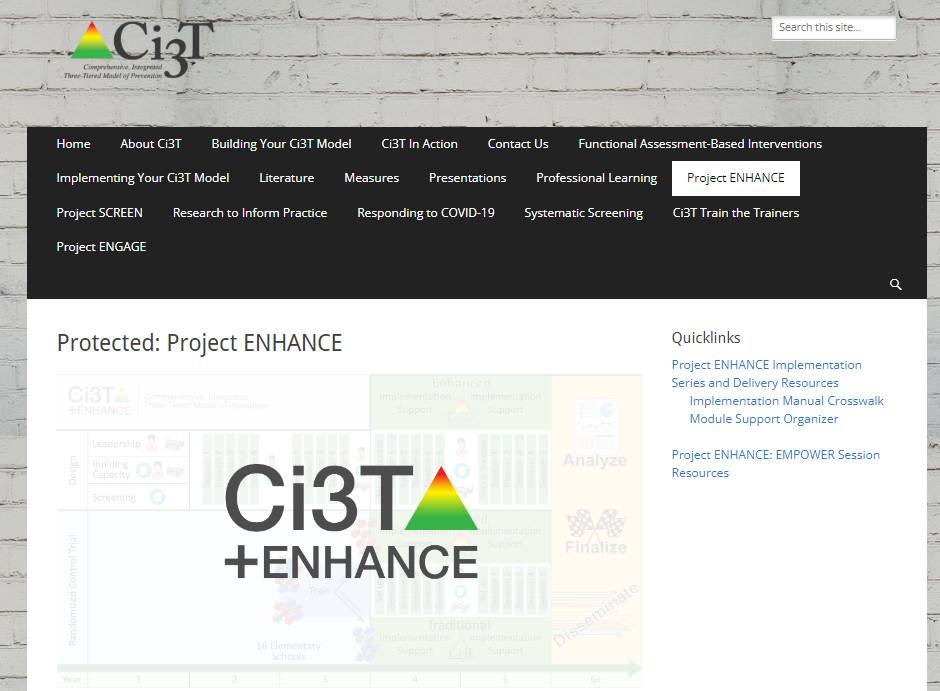 Ci3T
Comprehensive, Integrated
Three-Tiered Model of Prevention
Search this site...
Home About Ci3T Building Your Ci3T Model Ci3T In Action Contact Us Functional Assessment-Based Interventions
Implementing Your Ci3T Model Literature Measures Presentations Professional Learning Project ENHANCE
Project SCREEN Research to Inform Practice Responding to COVID-19 Systematic Screening Ci3T Train the Trainers
Project ENGAGE
Protected: Project ENHANCE
Ci3T
+ENHANCE
Comprehensive, Integrated,
Three-Tiered Model of Prevention
Enhanced
Implementation Support
Implementation Support
Design
Leadership
Building
Capacity
Screening
Analyze
Ci3T
+ENHANCE
Implementation Support
Implementation Support
Finalize
Randomized Control Trial
Train
Disseminate
16 Elementary
Schools
Traditional
Implementation Support
Implementation Support
Year 1 2 3 4 5 6+
Quicklinks
Project ENHANCE Implementation
Series and Delivery Resources
Implementation Manual Crosswalk
Module Support Organizer
Project ENHANCE: EMPOWER Session
Resources